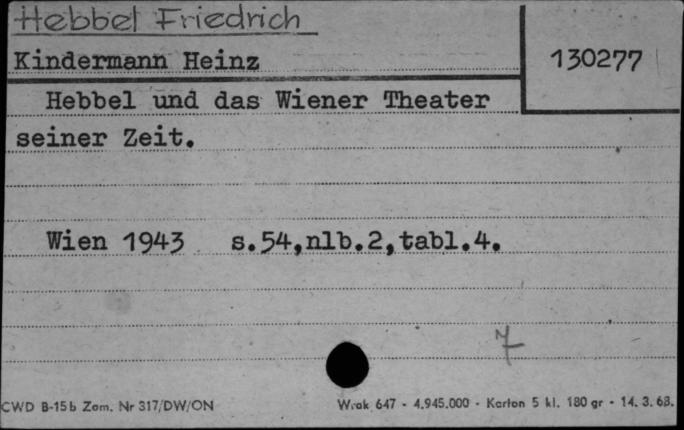 Hebbel Friedrich
Kindermann Heinz
130277
Hebbel und das Wiener Theater
seiner Zeit.
Wien 1943 s.54,nlb.2,tabl.4.
7
CWD B-15b Zam. Nr 317/DW/ON W.ak 647 - 4.945.000 - Karton 5 kl. 180 gr - 14. 3. 68.